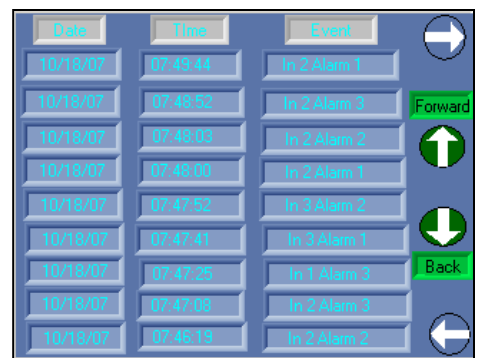 Date Time Event
10/18/07 07:49:44 In 2 Alarm 1
10/18/07 07:48:52 In 2 Alarm 3 Forward
10/18/07 07:48:03 In 2 Alarm 2
10/18/07 07:48:00 In 2 Alarm 1
10/18/07 07:47:52 In 3 Alarm 2
10/18/07 07:47:41 In 3 Alarm 1
10/18/07 07:47:25 In 1 Alarm 3 Back
10/18/07 07:47:08 In 2 Alarm 3
10/18/07 07:46:19 In 2 Alarm 2